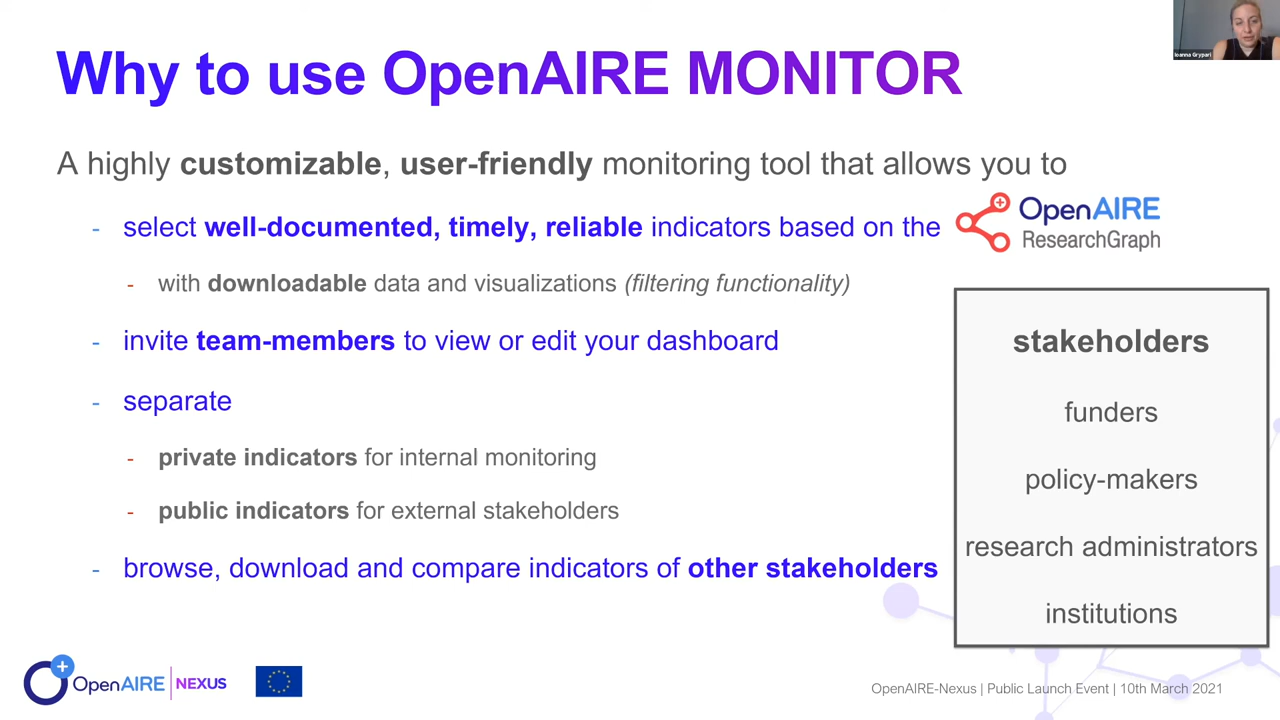 Why to use OpenAIRE MONITOR
Ioanna Grypari
A highly customizable, user-friendly monitoring tool that allows you to
- select well-documented, timely, reliable indicators based on the
OpenAIRE
ResearchGraph
- with downloadable data and visualizations (filtering functionality)
- invite team-members to view or edit your dashboard
- separate
- private indicators for internal monitoring
- public indicators for external stakeholders
- browse, download and compare indicators of other stakeholders
stakeholders
funders
policy-makers
research administrators
institutions
OpenAIRE NEXUS
OpenAIRE-Nexus | Public Launch Event | 10th March 2021